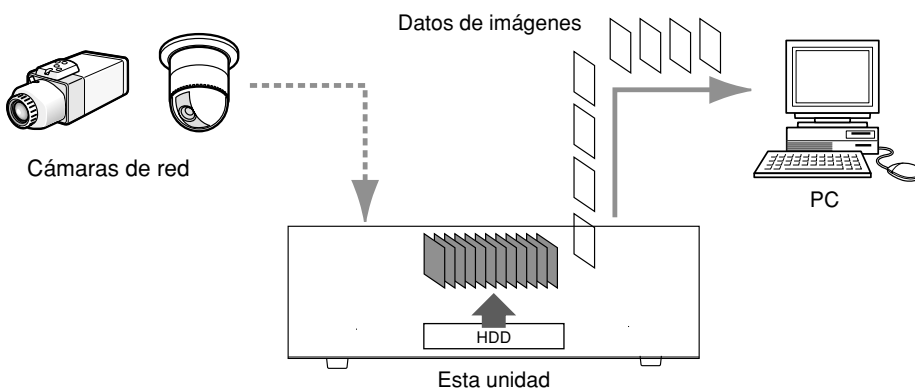 Datos de imágenes
Cámaras de red
PC
HDD
Esta unidad